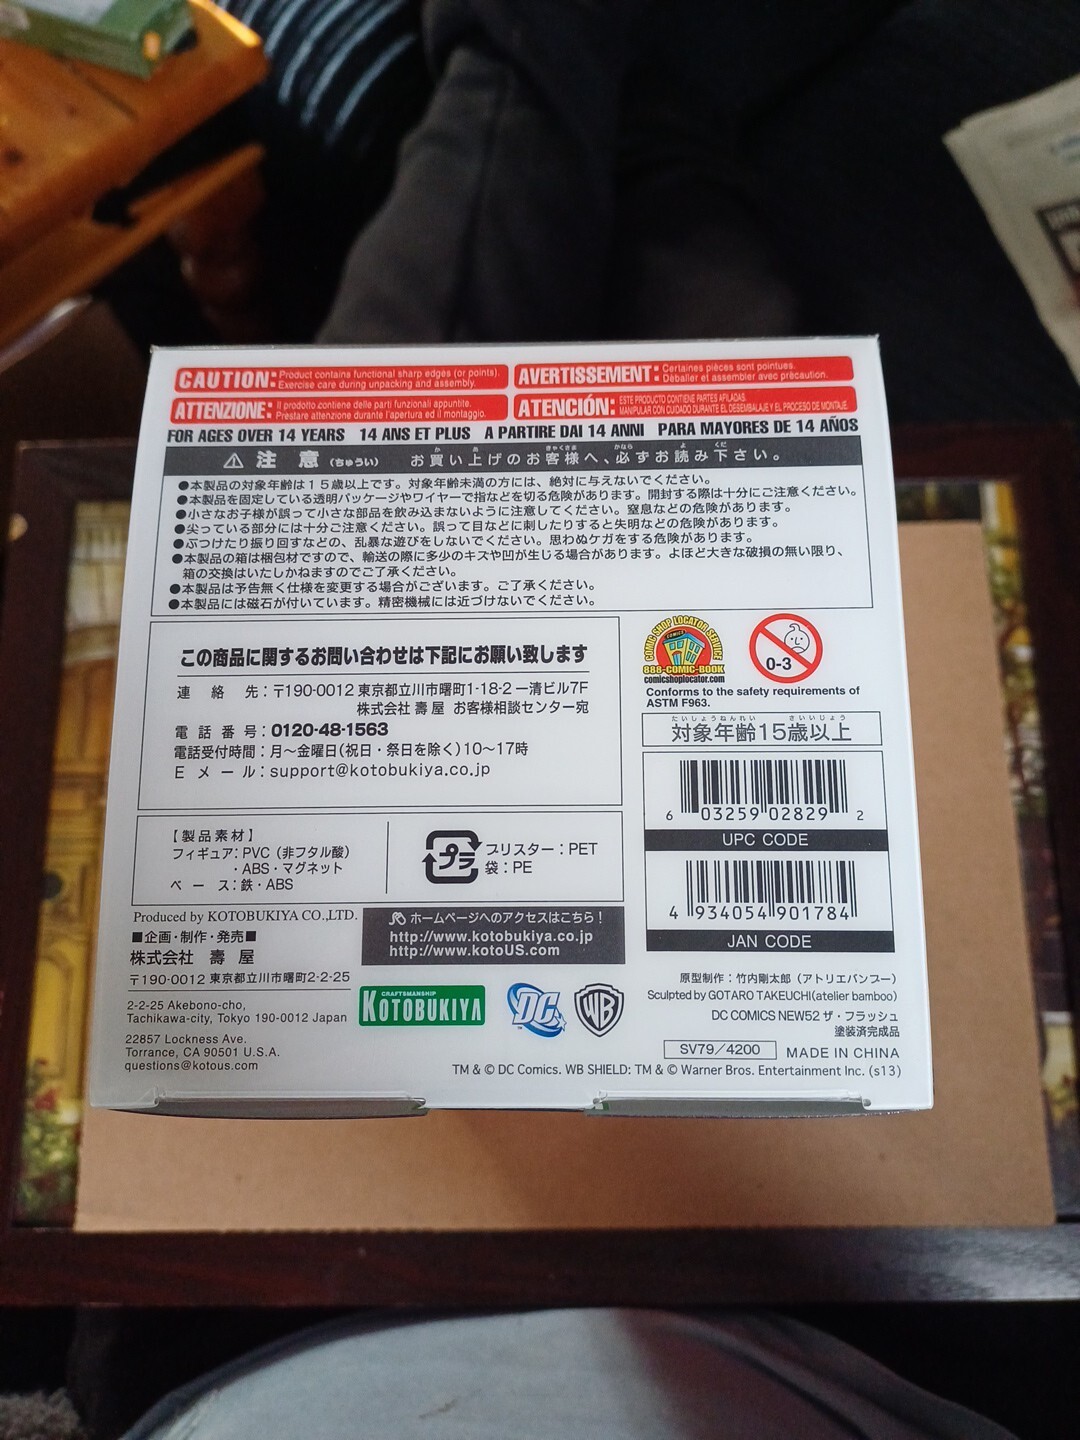 CAUTION: Product contains functional sharp edges (or points).
Exercise care during unpacking and assembly.
AVERTISSEMENT: Certaines pièces sont pointues.
Déballer et assembler avec précaution.
ATTENZIONE: Il prodotto contiene delle parti funzionali appuntite.
Prestare attenzione durante l'apertura ed il montaggio.
ATENCIÓN: ESTE PRODUCTO CONTIENE PARTES AFILADAS.
MANIPULAR CON CUIDADO DURANTE EL DESEMBALAJE Y EL PROCESO DE MONTAJE.
FOR AGES OVER 14 YEARS 14 ANS ET PLUS A PARTIRE DAI 14 ANNI PARA MAYORES DE 14 AÑOS
⚠ 注 意 (ちゅうい) お買い上げのお客様へ、必ずお読み下さい。
●本製品の対象年齢は15歳以上です。対象年齢未満の方には、絶対に与えないでください。
●本製品を固定している透明パッケージやワイヤーで指などを切る危険があります。開封する際は十分にご注意ください。
●小さなお子様が誤って小さな部品を飲み込まないように注意してください。窒息などの危険があります。
●尖っている部分には十分ご注意ください。誤って目などに刺したりすると失明などの危険があります。
●ぶつけたり振り回すなどの、乱暴な遊びをしないでください。思わぬケガをする危険があります。
●本製品の箱は梱包材ですので、輸送の際に多少のキズや凹が生じる場合があります。よほど大きな破損の無い限り、
箱の交換はいたしかねますのでご了承ください。
●本製品は予告無く仕様を変更する場合がございます。ご了承ください。
●本製品には磁石が付いています。精密機械には近づけないでください。
この商品に関するお問い合わせは下記にお願い致します
連 絡 先：〒190-0012 東京都立川市曙町1-18-2 一清ビル7F
株式会社 壽屋 お客様相談センター宛
電 話 番 号：0120-48-1563
電話受付時間：月～金曜日(祝日・祭日を除く)10～17時
E メ ー ル：support@kotobukiya.co.jp
COMIC SHOP LOCATOR SERVICE
COMICS
888-COMIC-BOOK
comicshoplocator.com
0-3
Conforms to the safety requirements of
ASTM F963.
たいしょうねんれい さいいじょう
対象年齢15歳以上
6 03259 02829 2
UPC CODE
4 934054 901784
JAN CODE
【製品素材】
フィギュア：PVC（非フタル酸）
・ABS・マグネット
ベ ー ス：鉄・ABS
プラ
ブリスター：PET
袋：PE
Produced by KOTOBUKIYA CO.,LTD.
■企画・制作・発売■
株式会社 壽 屋
〒190-0012 東京都立川市曙町2-2-25
2-2-25 Akebono-cho,
Tachikawa-city, Tokyo 190-0012 Japan
22857 Lockness Ave.
Torrance, CA 90501 U.S.A.
questions@kotous.com
ホームページへのアクセスはこちら！
http://www.kotobukiya.co.jp
http://www.kotoUS.com
CRAFTSMANSHIP
KOTOBUKIYA
DC
WB
原型制作：竹内剛太郎（アトリエバンブー）
Sculpted by GOTARO TAKEUCHI(atelier bamboo)
DC COMICS NEW52 ザ・フラッシュ
塗装済完成品
SV79／4200 MADE IN CHINA
TM & © DC Comics. WB SHIELD: TM & © Warner Bros. Entertainment Inc. (s13)